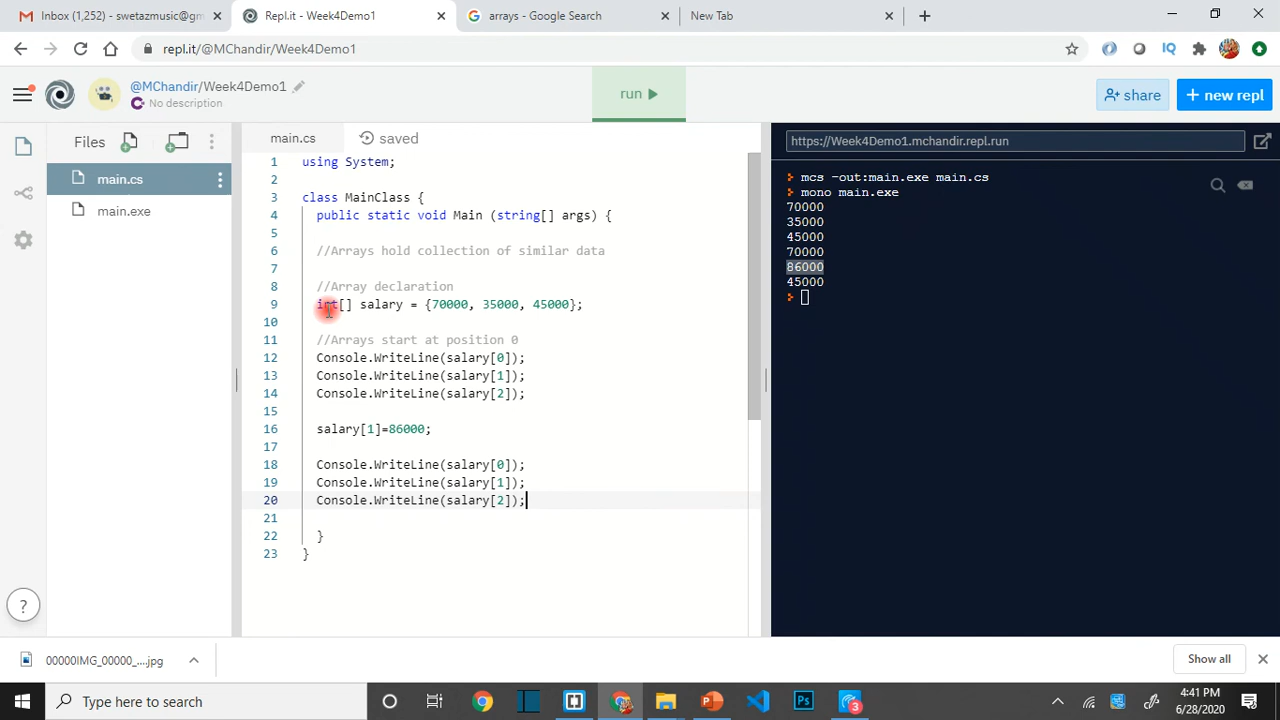 Inbox (1,252) - swetazmusic@gm
Repl.it - Week4Demo1
arrays - Google Search
New Tab
repl.it/@MChandir/Week4Demo1
IQ
@MChandir/Week4Demo1
No description
run
share
+ new repl
Files
main.cs
saved
https://Week4Demo1.mchandir.repl.run
main.cs
main.exe
1 using System;
2
3 class MainClass {
4 public static void Main (string[] args) {
5
6 //Arrays hold collection of similar data
7
8 //Array declaration
9 int[] salary = {70000, 35000, 45000};
10
11 //Arrays start at position 0
12 Console.WriteLine(salary[0]);
13 Console.WriteLine(salary[1]);
14 Console.WriteLine(salary[2]);
15
16 salary[1]=86000;
17
18 Console.WriteLine(salary[0]);
19 Console.WriteLine(salary[1]);
20 Console.WriteLine(salary[2]);
21
22 }
23 }
mcs -out:main.exe main.cs
mono main.exe
70000
35000
45000
70000
86000
45000
?
00000IMG_00000_....jpg
Show all
Type here to search
Ps
3
4:41 PM
6/28/2020